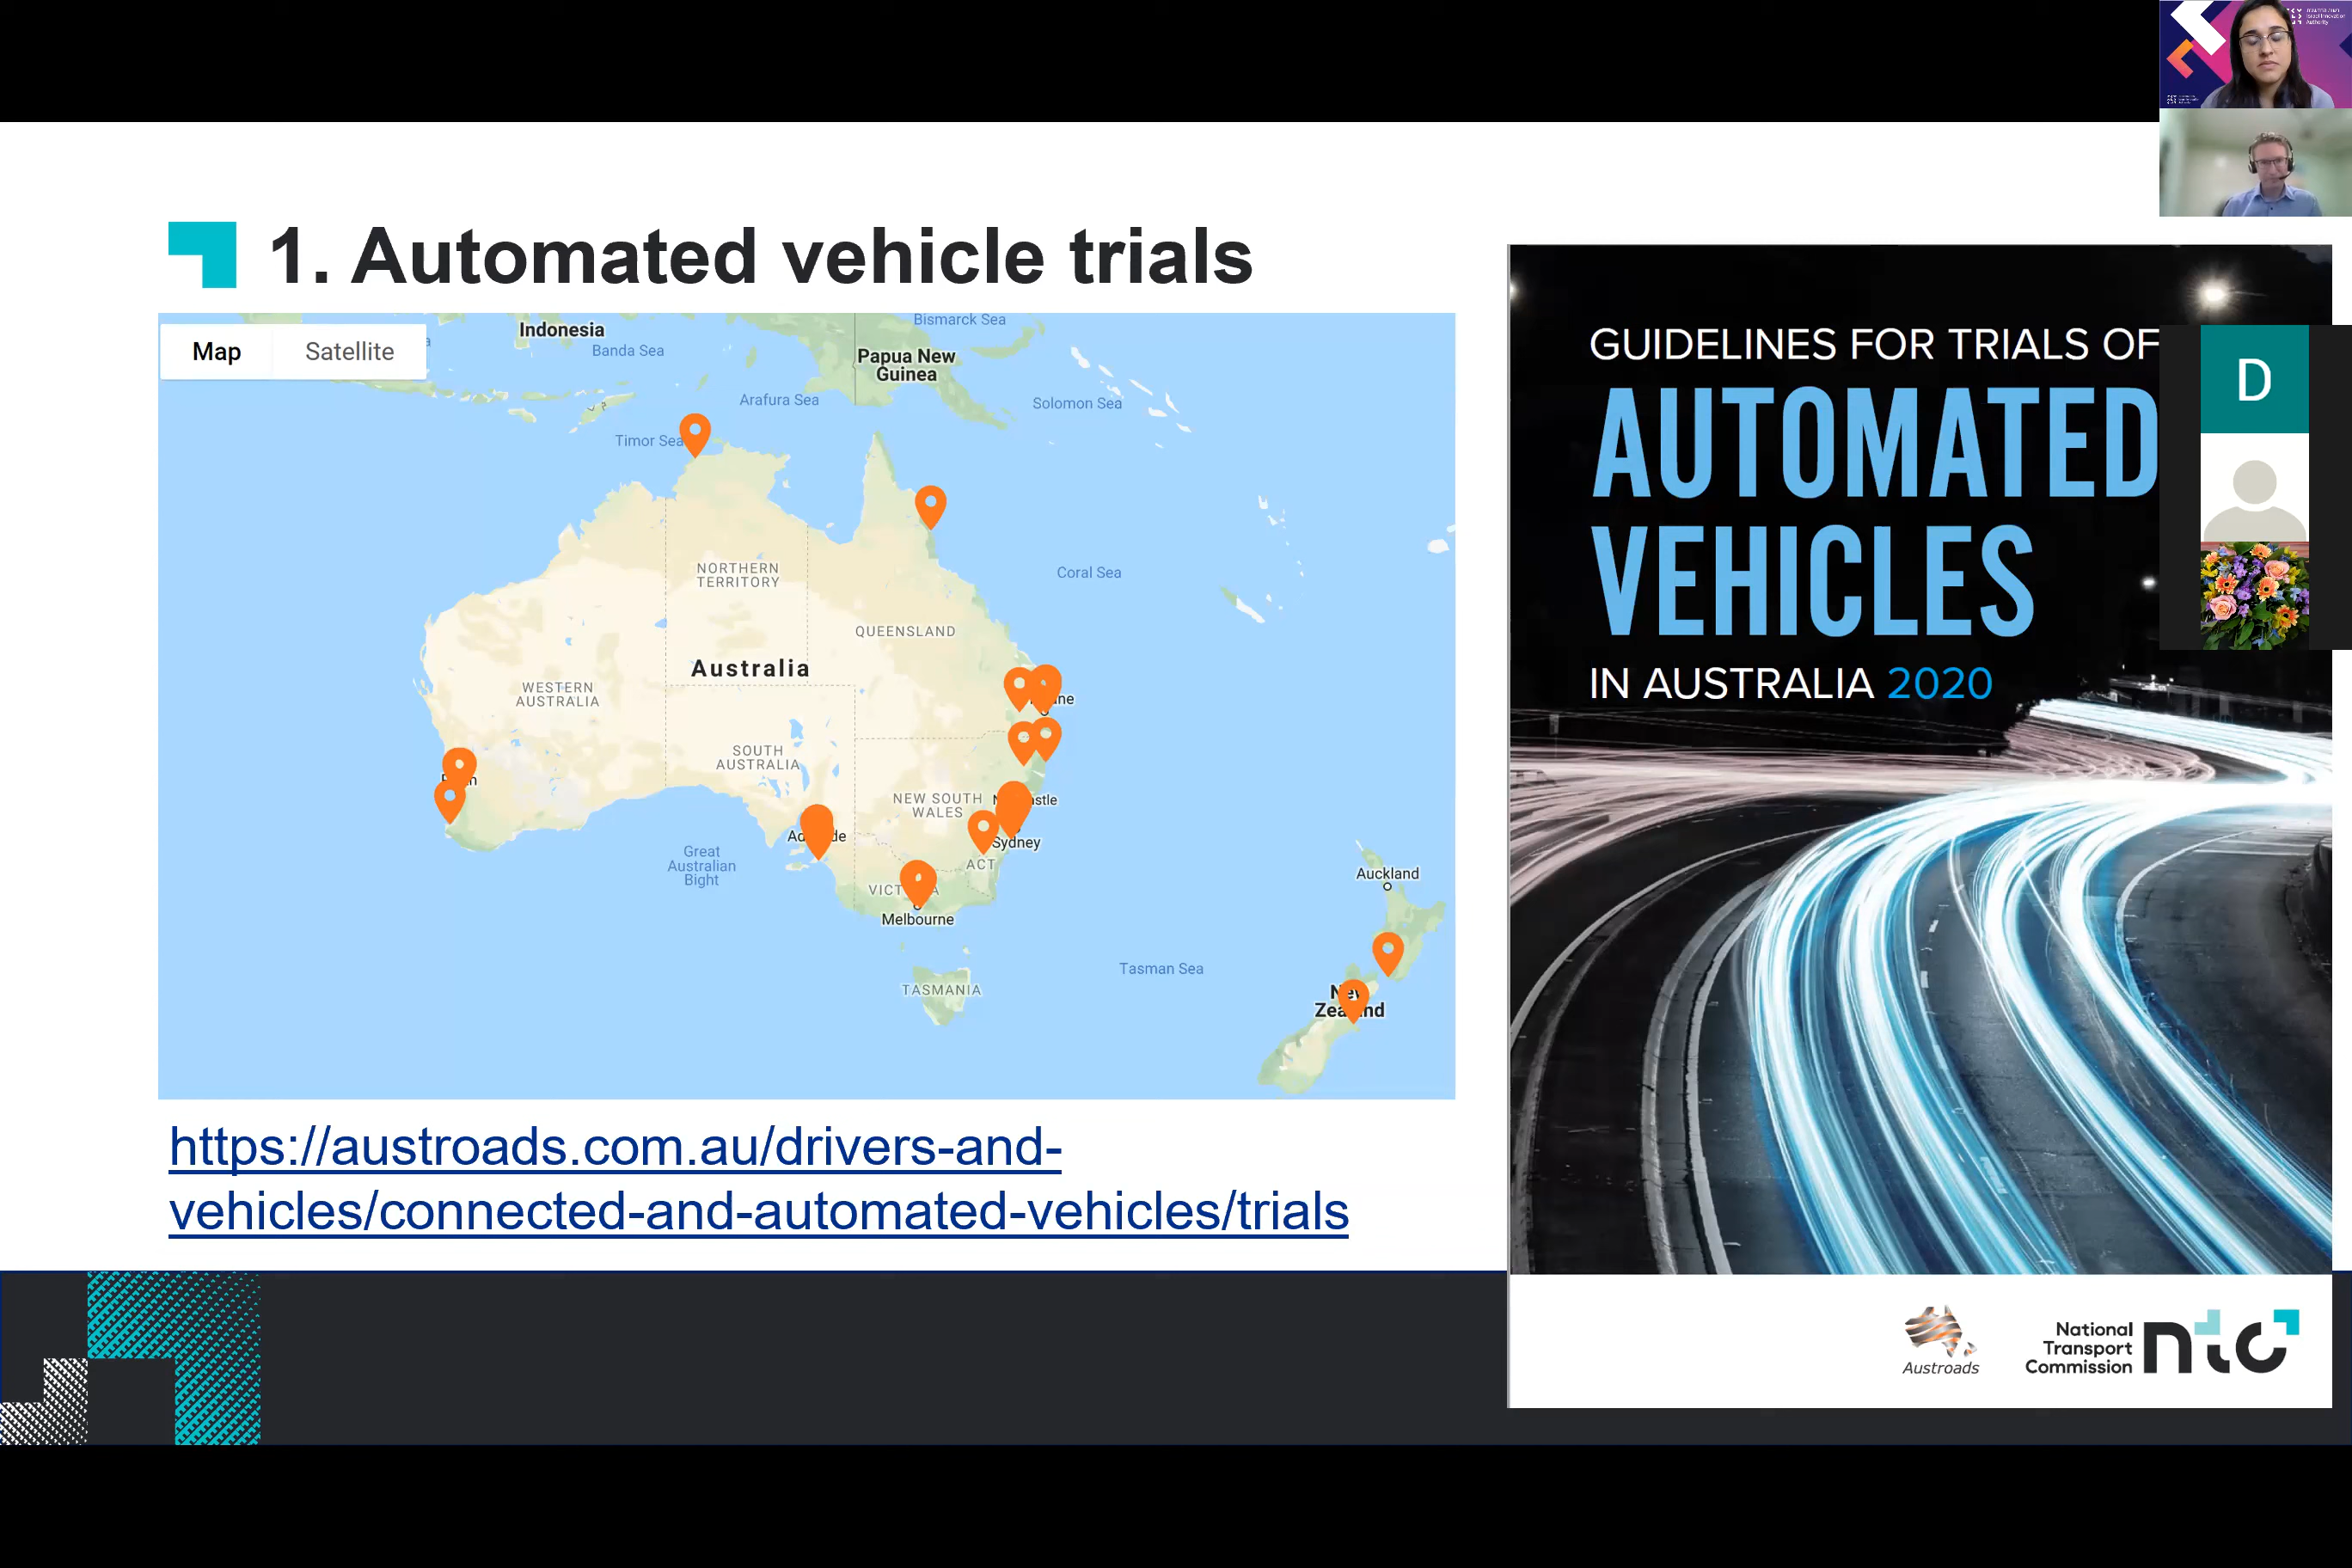 1. Automated vehicle trials
Map
Satellite
Indonesia
Banda Sea
Bismarck Sea
Papua New
Guinea
Arafura Sea
Solomon Sea
Timor Sea
NORTHERN
TERRITORY
Coral Sea
QUEENSLAND
Australia
WESTERN
AUSTRALIA
SOUTH
AUSTRALIA
NEW SOUTH
WALES
Sydney
ACT
Great
Australian
Bight
Melbourne
Auckland
Tasman Sea
TASMANIA
https://austroads.com.au/drivers-and-
vehicles/connected-and-automated-vehicles/trials
GUIDELINES FOR TRIALS OF
AUTOMATED
VEHICLES
IN AUSTRALIA 2020
D
Austroads
National
Transport
Commission
ntc